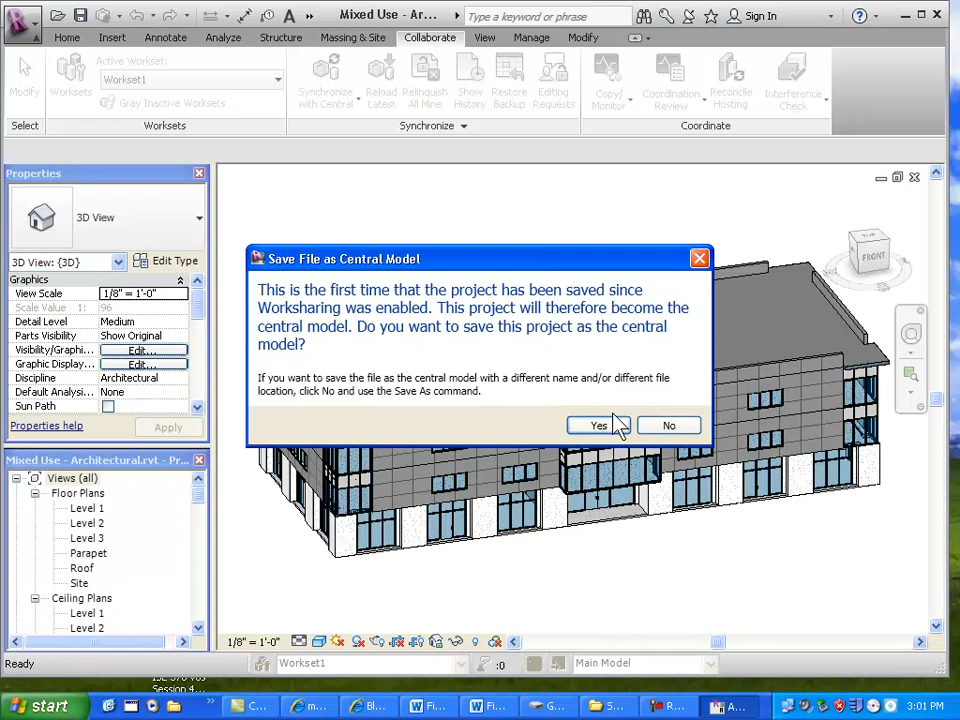 Mixed Use - Ar...
Type a keyword or phrase
Sign In
Home
Insert
Annotate
Analyze
Structure
Massing & Site
Collaborate
View
Manage
Modify
Modify
Worksets
Active Workset:
Workset1
Gray Inactive Worksets
Synchronize
with Central
Reload
Latest
Relinquish
All Mine
Show
History
Restore
Backup
Editing
Requests
Copy/
Monitor
Coordination
Review
Reconcile
Hosting
Interference
Check
Select
Worksets
Synchronize
Coordinate
Properties
3D View
3D View: {3D}
Edit Type
Graphics
View Scale
1/8" = 1'-0"
Scale Value 1:
96
Detail Level
Medium
Parts Visibility
Show Original
Visibility/Graphi...
Edit...
Graphic Display...
Edit...
Discipline
Architectural
Default Analysi...
None
Sun Path
Properties help
Apply
Mixed Use - Architectural.rvt - Pr...
Views (all)
Floor Plans
Level 1
Level 2
Level 3
Parapet
Roof
Site
Ceiling Plans
Level 1
Level 2
Save File as Central Model
This is the first time that the project has been saved since
Worksharing was enabled. This project will therefore become the
central model. Do you want to save this project as the central
model?
If you want to save the file as the central model with a different name and/or different file
location, click No and use the Save As command.
Yes
No
TOP
FRONT
1/8" = 1'-0"
Ready
Workset1
:0
Main Model
Session 4...
start
C...
m...
Bl...
Fi...
Fi...
G...
S...
R...
A...
3:01 PM